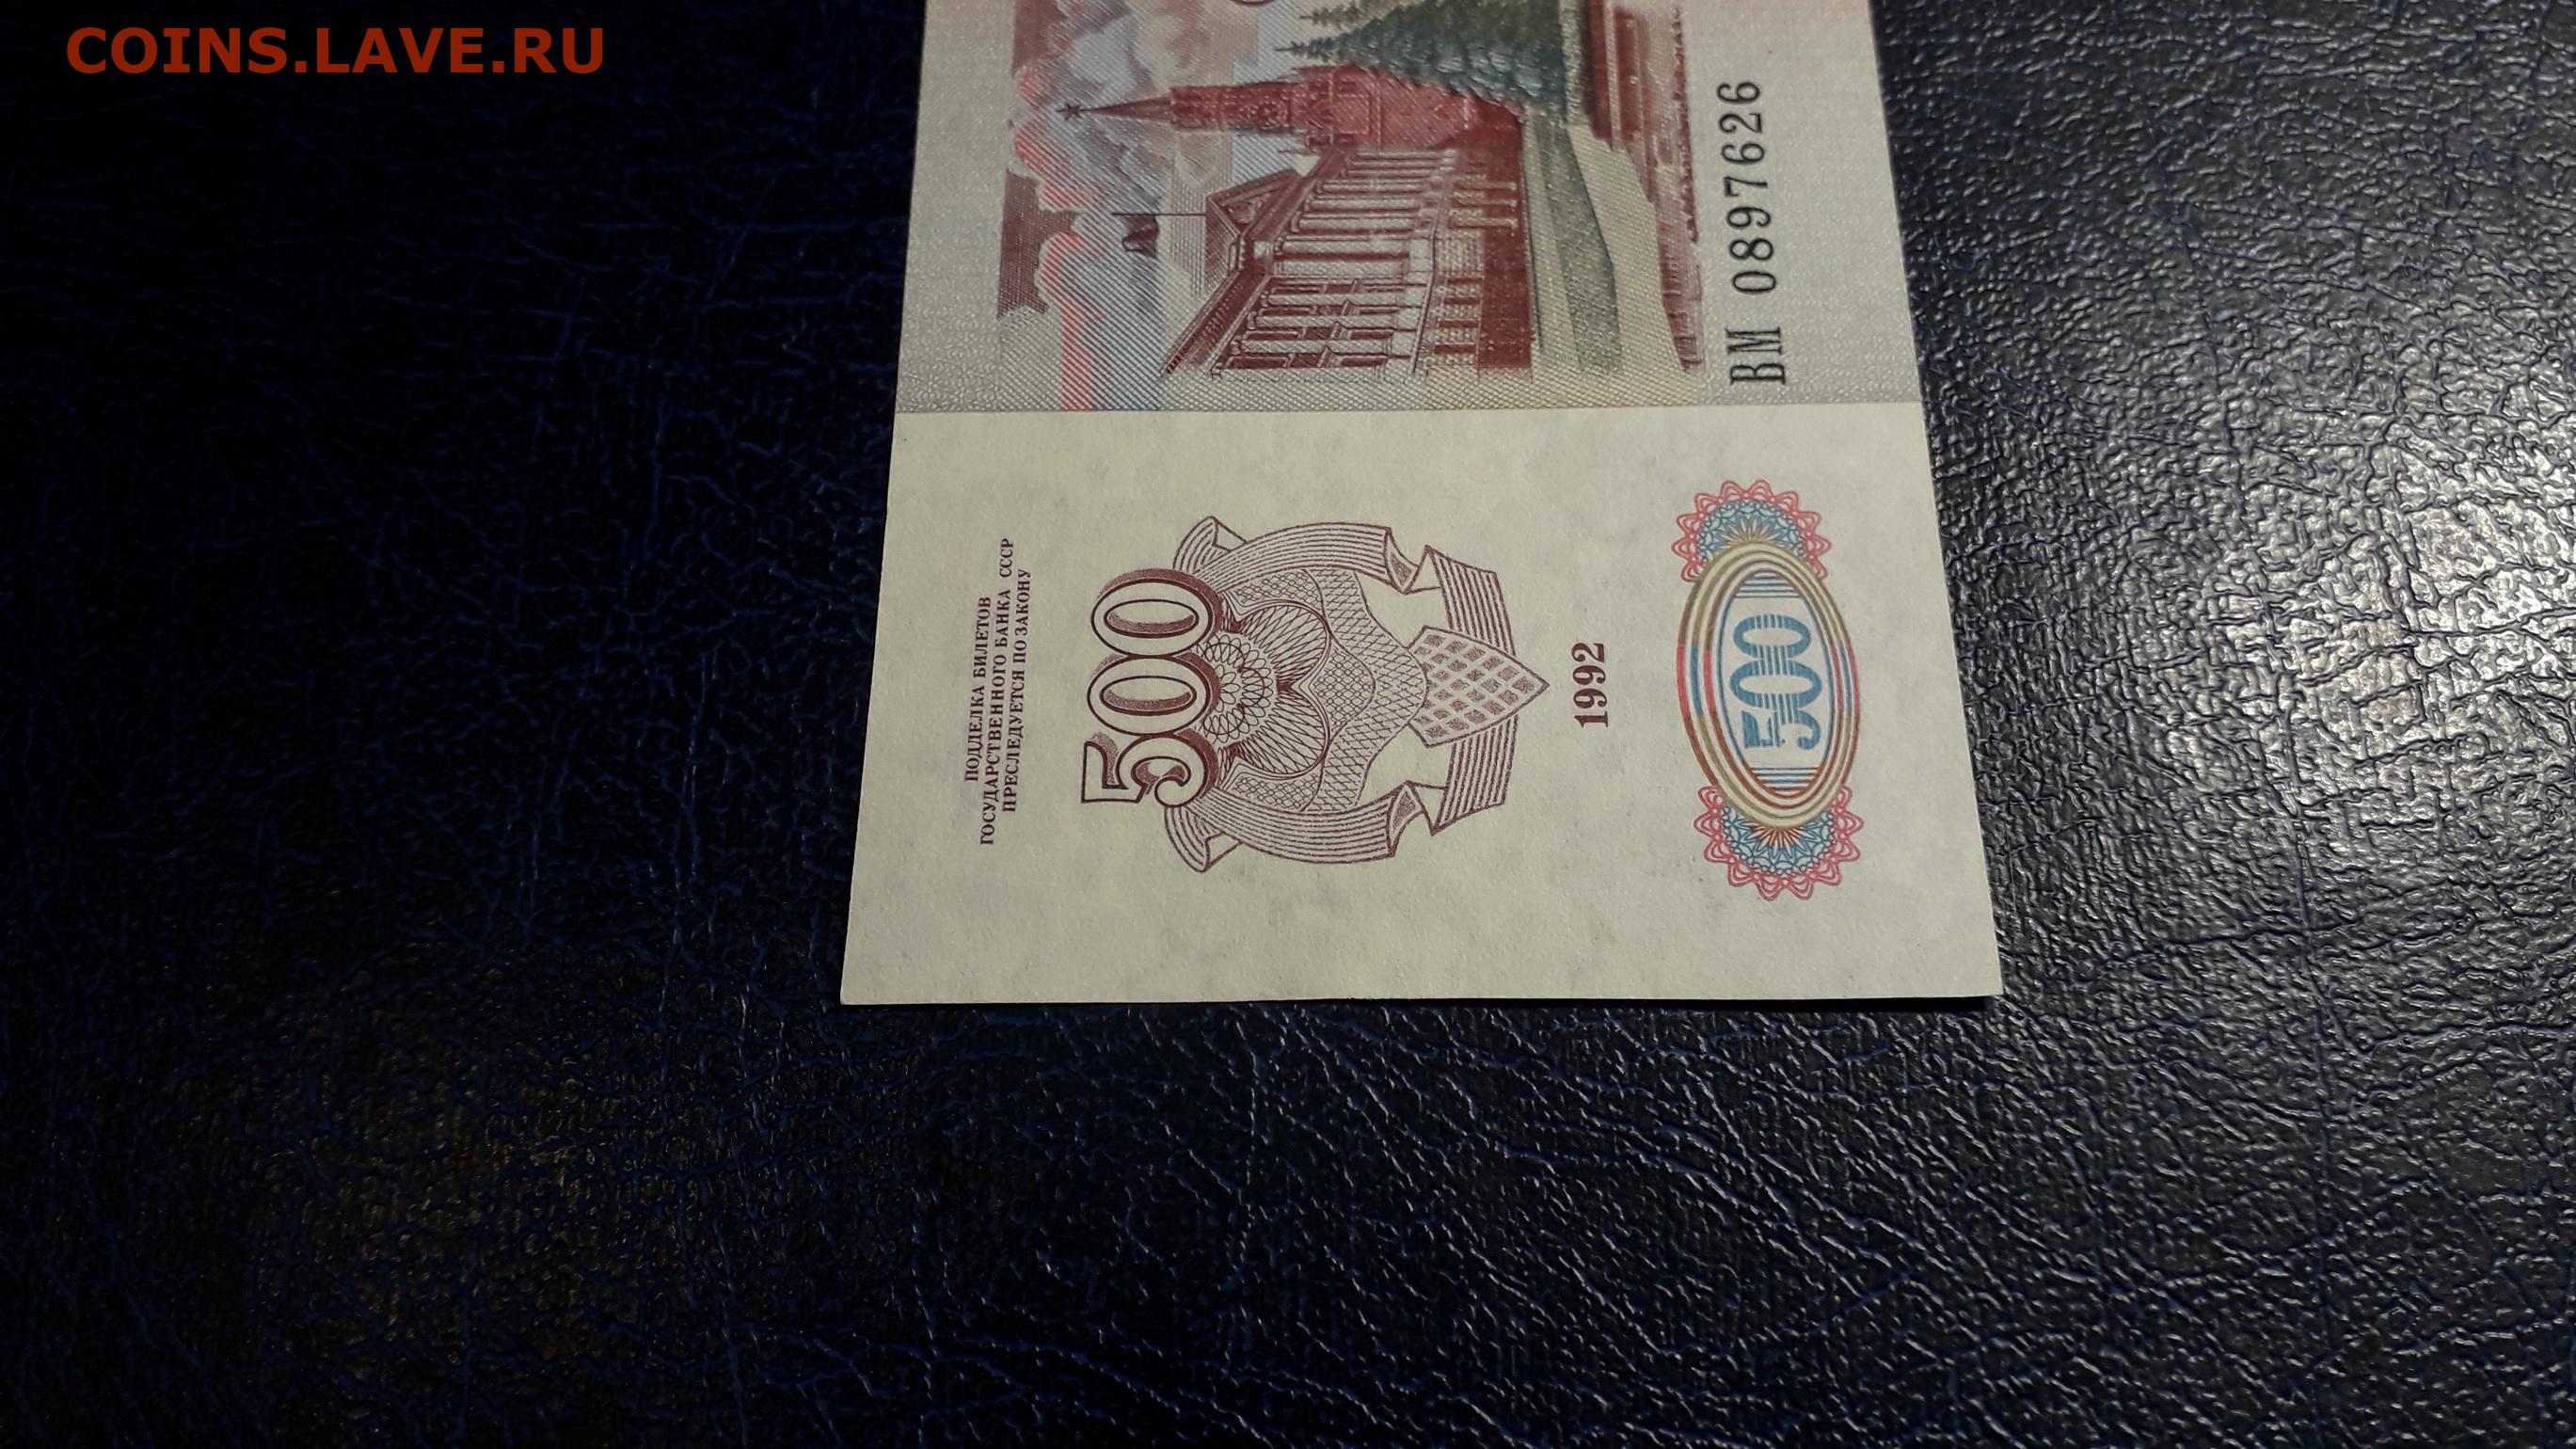 COINS.LAVE.RU
ПОДДЕЛКА БИЛЕТОВ
ГОСУДАРСТВЕННОГО БАНКА СССР
ПРЕСЛЕДУЕТСЯ ПО ЗАКОНУ
500
1992
500
ВМ 0897626